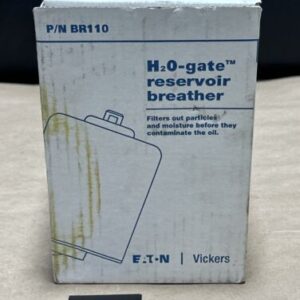 P/N BR110
H₂O-gate™
reservoir
breather
Filters out particles
and moisture before they
contaminate the oil.
EATON | Vickers